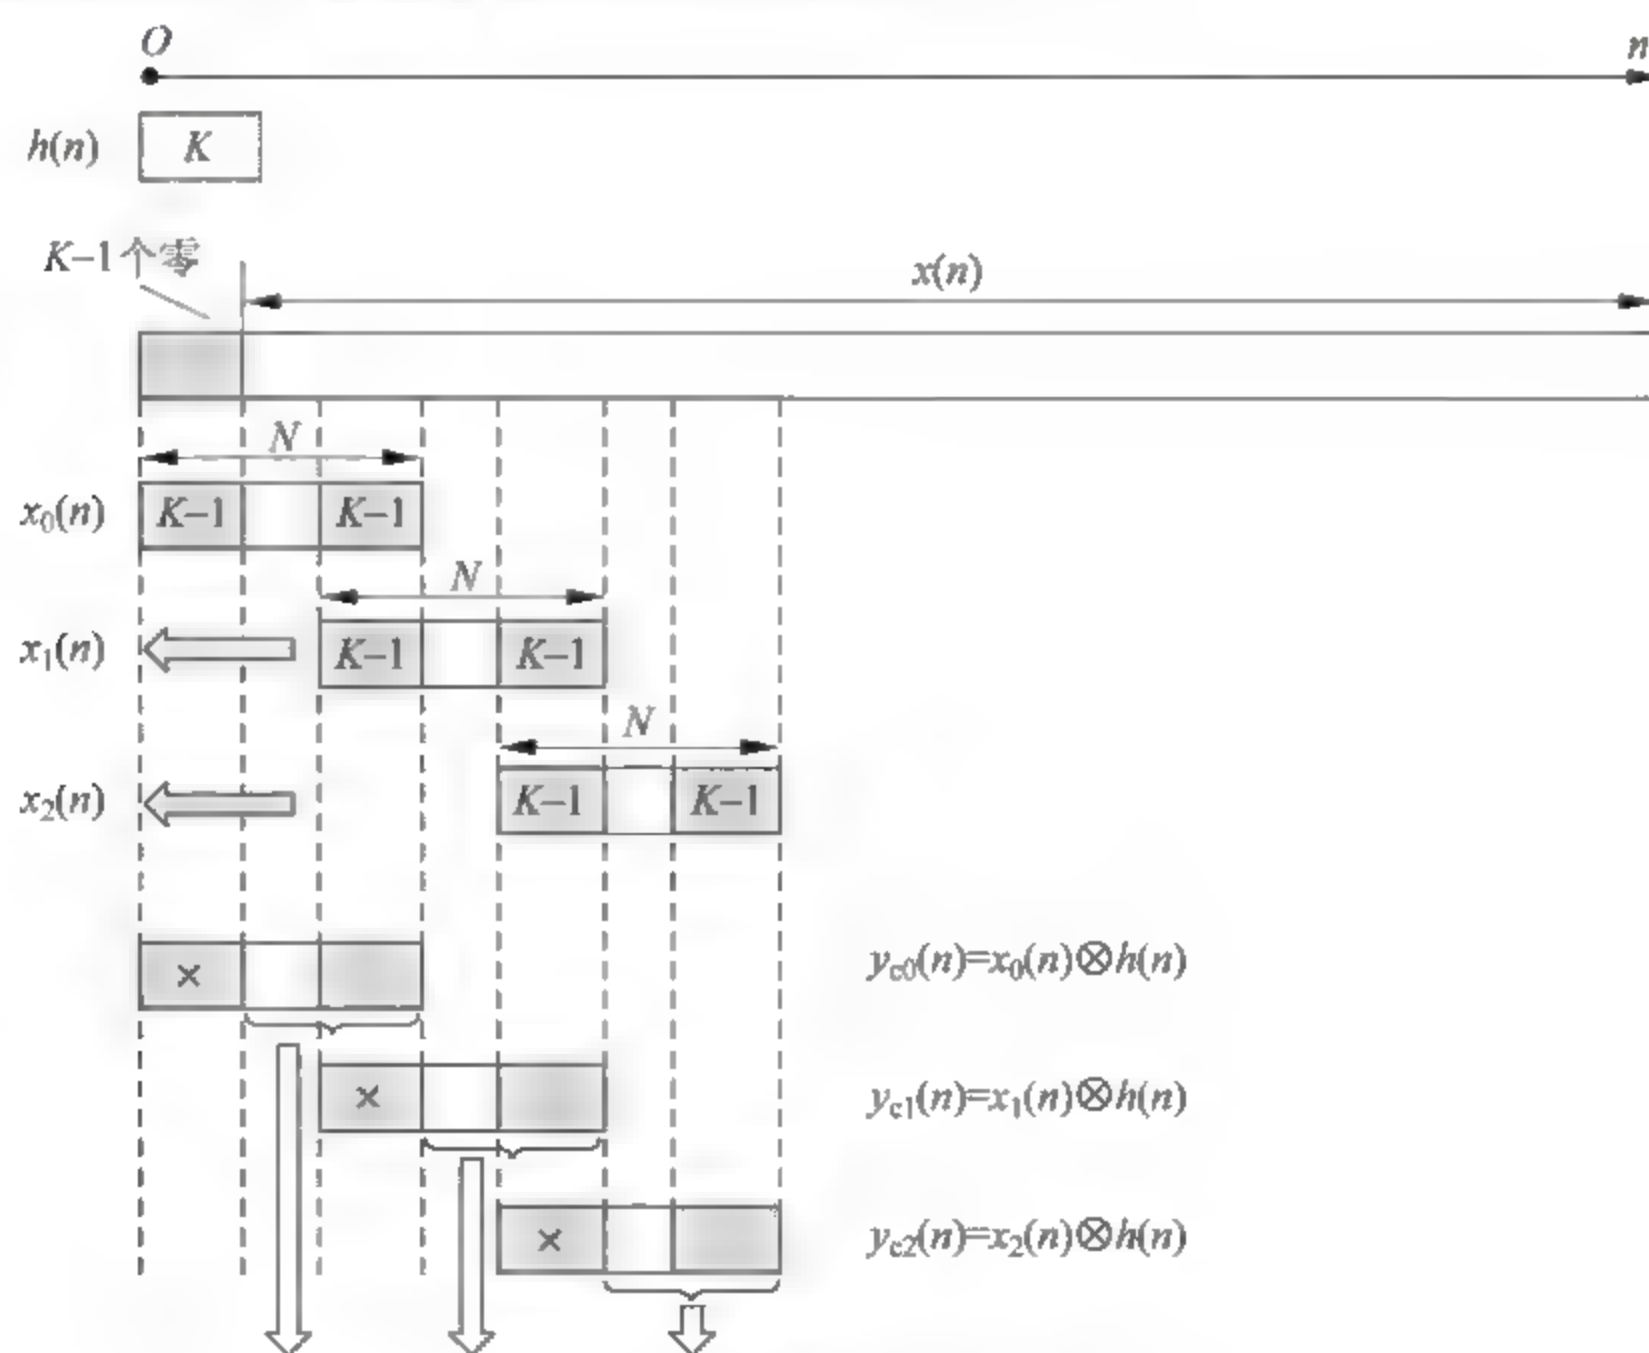 O
n
h(n)
K
K–1个零
x(n)
N
x₀(n)
K–1
K–1
N
x₁(n)
K–1
K–1
N
x₂(n)
K–1
K–1
×
y_c0(n)=x₀(n)⊗h(n)
×
y_c1(n)=x₁(n)⊗h(n)
×
y_c2(n)=x₂(n)⊗h(n)